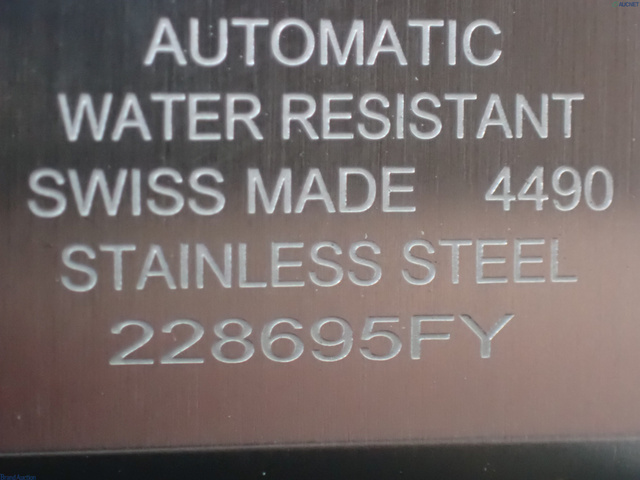 AUTOMATIC
WATER RESISTANT
SWISS MADE 4490
STAINLESS STEEL
228695FY